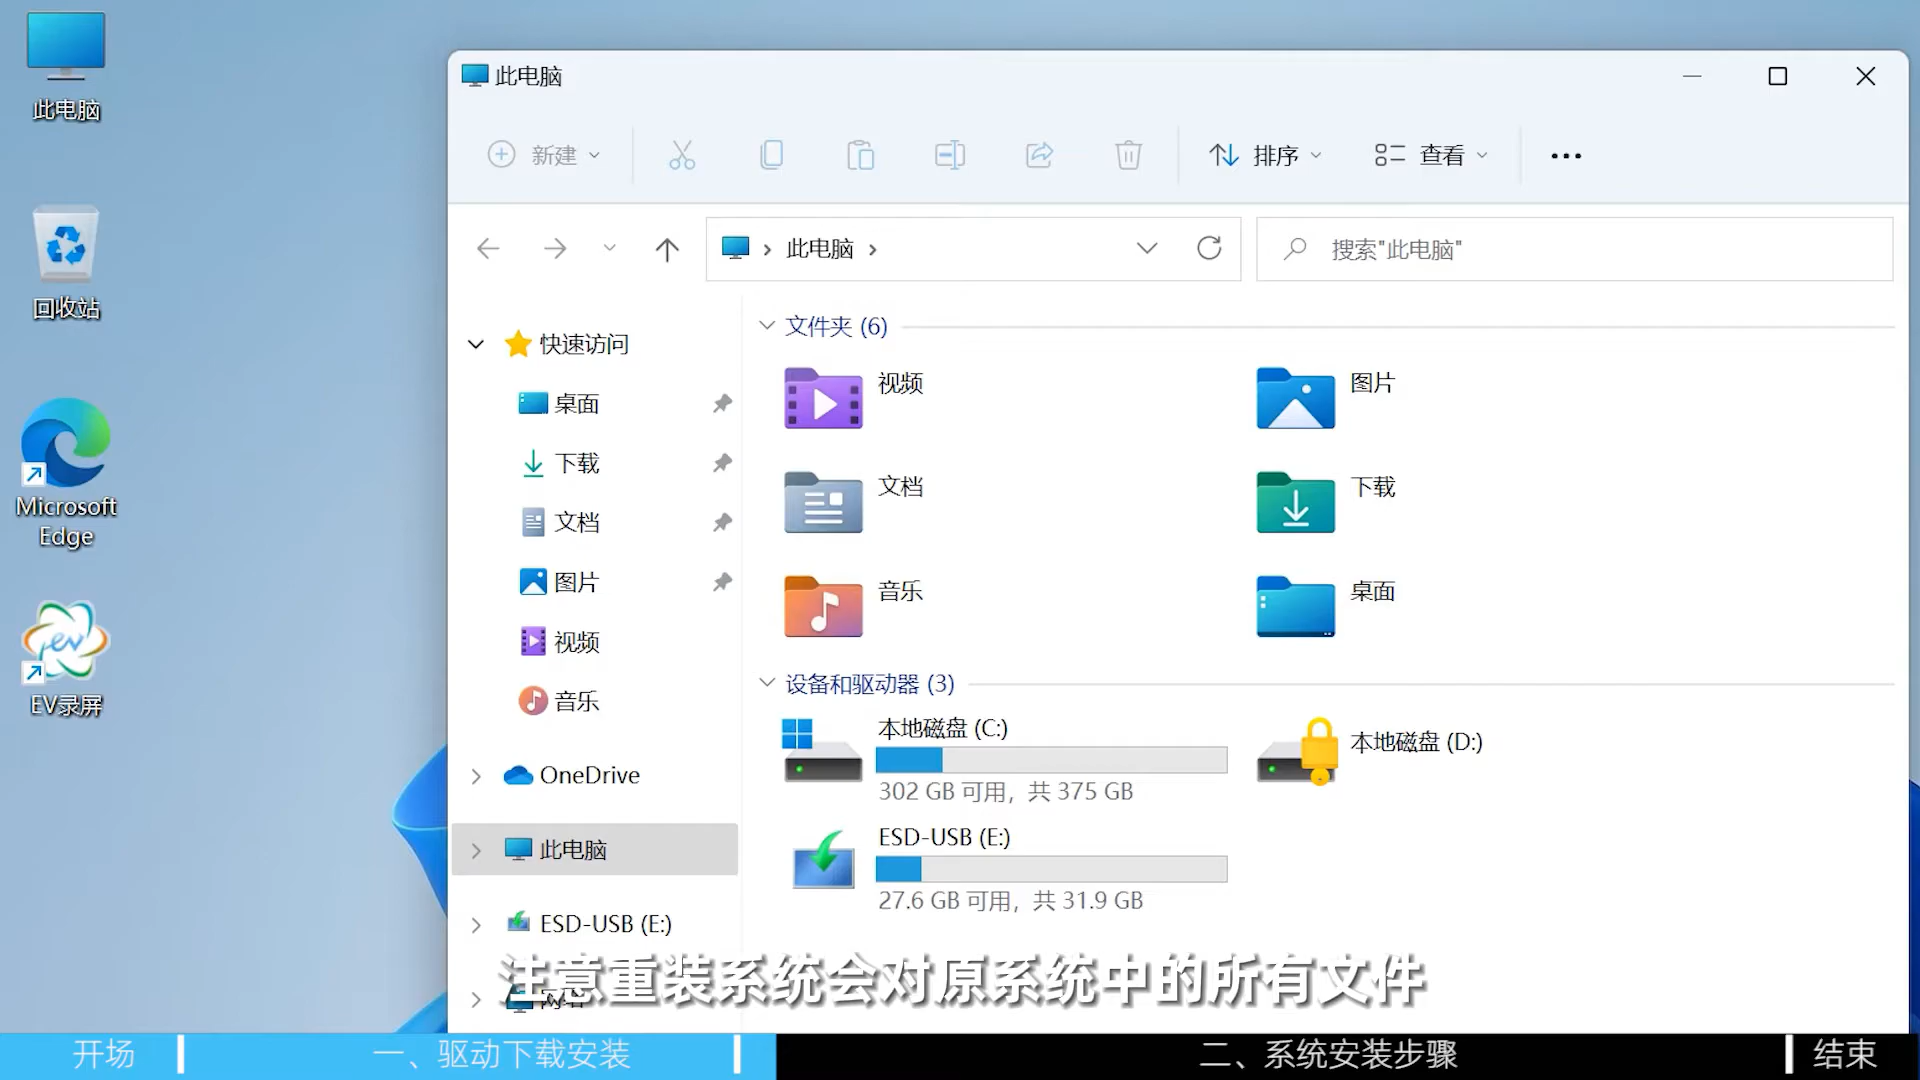 此电脑
回收站
Microsoft
Edge
EV录屏
此电脑
新建
排序
查看
此电脑
搜索"此电脑"
快速访问
桌面
下载
文档
图片
视频
音乐
OneDrive
此电脑
ESD-USB (E:)
文件夹 (6)
视频
图片
文档
下载
音乐
桌面
设备和驱动器 (3)
本地磁盘 (C:)
302 GB 可用，共 375 GB
本地磁盘 (D:)
ESD-USB (E:)
27.6 GB 可用，共 31.9 GB
注意重装系统会对原系统中的所有文件
开场
一、驱动下载安装
二、系统安装步骤
结束